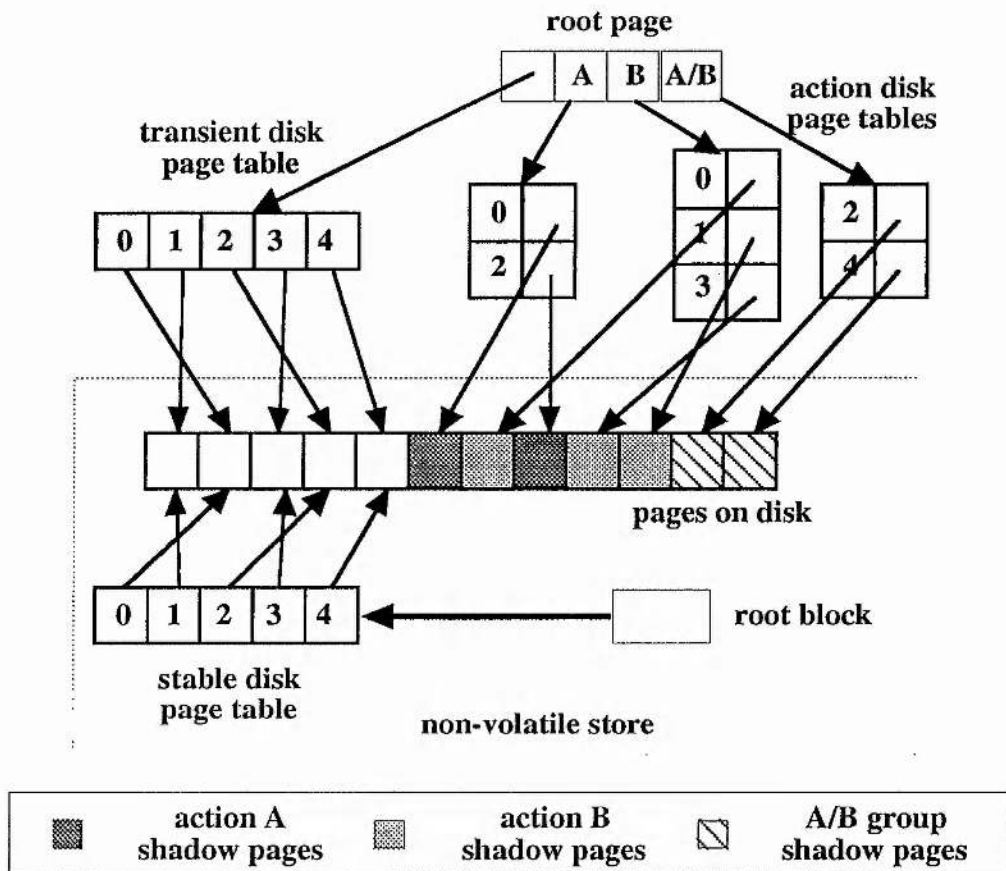 root page
A B A/B
action disk
page tables
transient disk
page table
0 1 2 3 4
0
2
0
1
3
2
4
pages on disk
0 1 2 3 4
root block
stable disk
page table
non-volatile store
action A
shadow pages
action B
shadow pages
A/B group
shadow pages